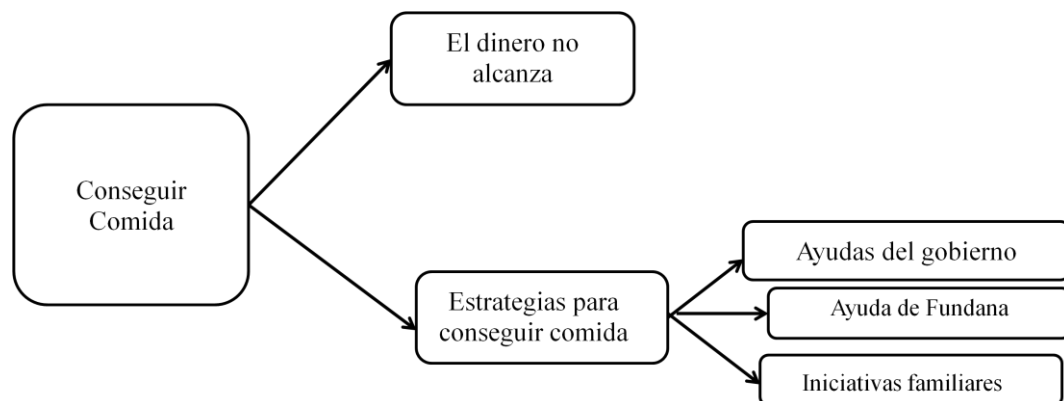 El dinero no
alcanza
Conseguir
Comida
Estrategias para
conseguir comida
Ayudas del gobierno
Ayuda de Fundana
Iniciativas familiares